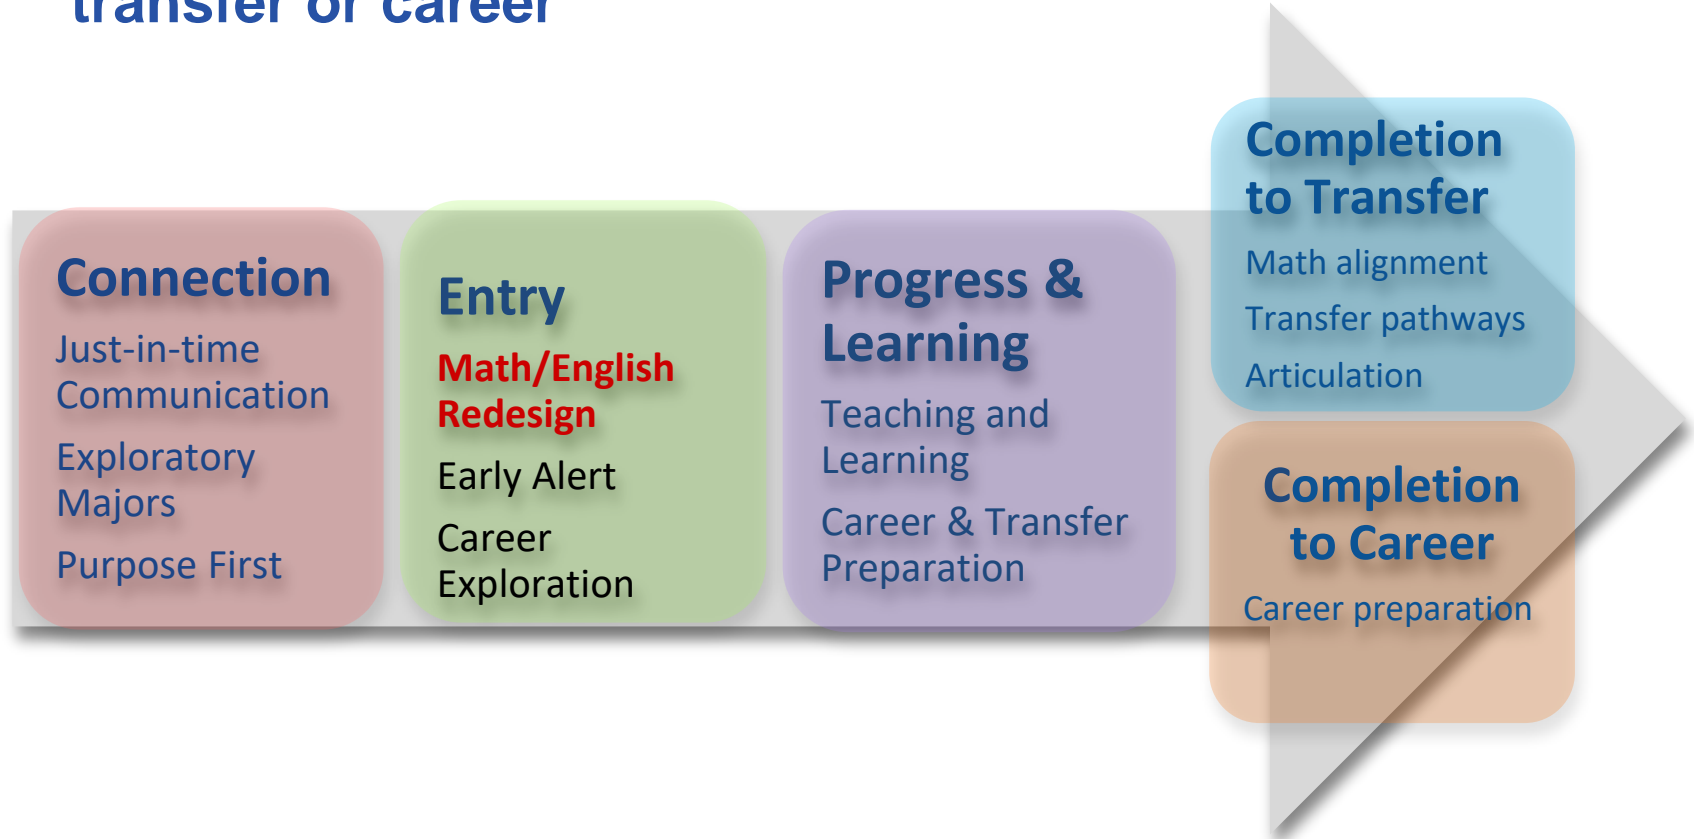 transfer or career
Connection
Just-in-time
Communication
Exploratory
Majors
Purpose First
Entry
Math/English
Redesign
Early Alert
Career
Exploration
Progress &
Learning
Teaching and
Learning
Career & Transfer
Preparation
Completion
to Transfer
Math alignment
Transfer pathways
Articulation
Completion
to Career
Career preparation